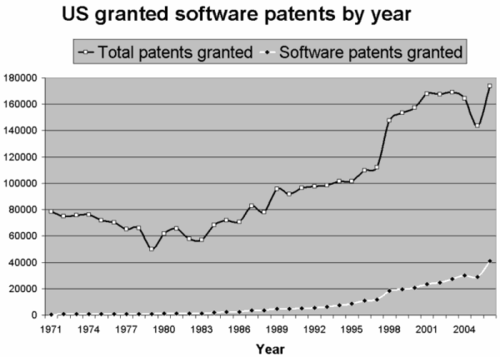 US granted software patents by year
Total patents granted Software patents granted
180000
160000
140000
120000
100000
80000
60000
40000
20000
0
1971 1974 1977 1980 1983 1986 1989 1992 1995 1998 2001 2004
Year